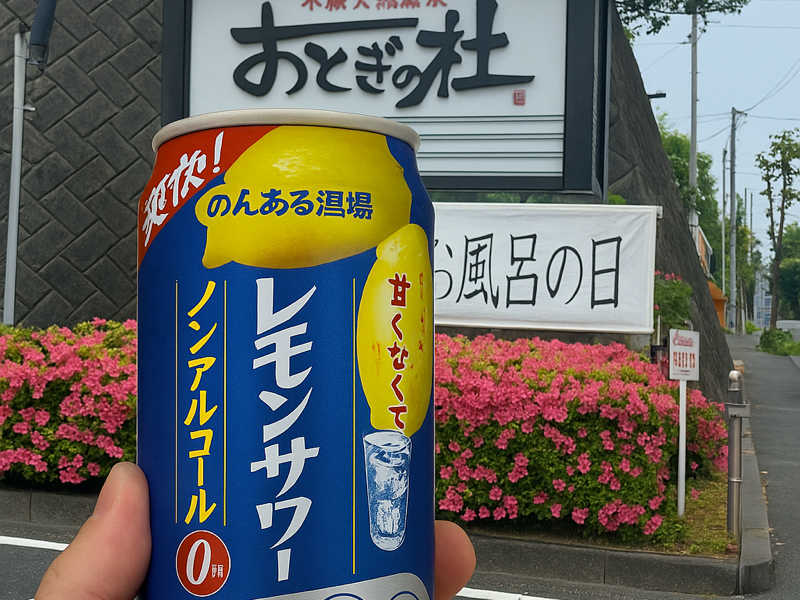 おとぎの杜
お風呂の日
爽快!
のんある酒場
レモンサワー
ノンアルコール
0
甘くなくて